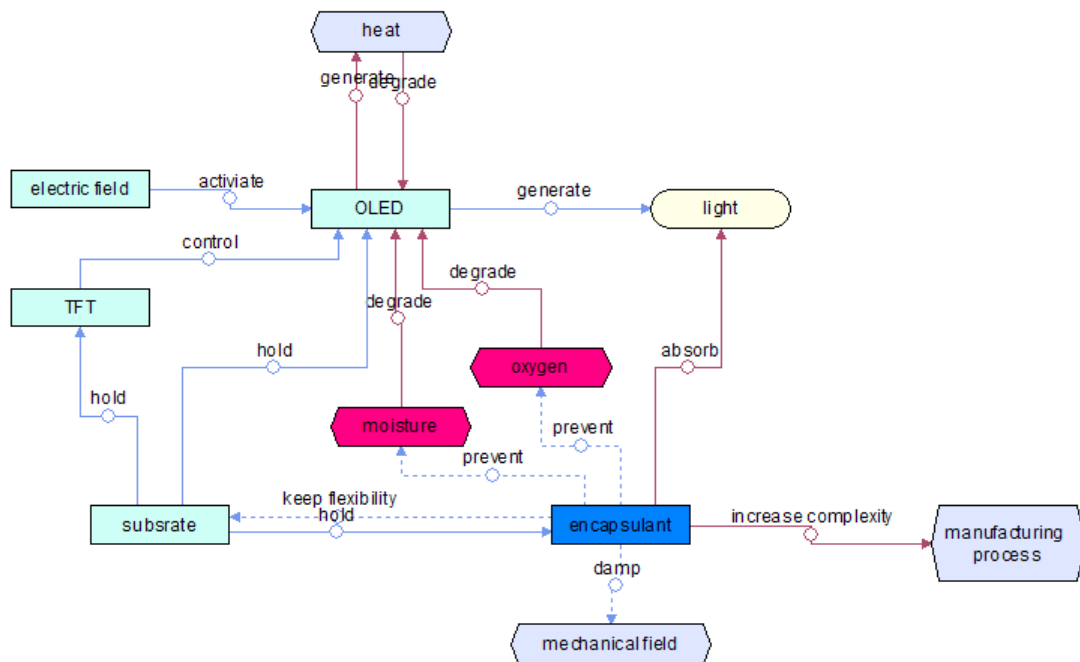 heat
generate
degrade
electric field
activiate
OLED
generate
light
control
degrade
TFT
degrade
hold
absorb
oxygen
hold
moisture
prevent
prevent
keep flexibility
hold
subsrate
encapsulant
increase complexity
manufacturing
process
damp
mechanical field